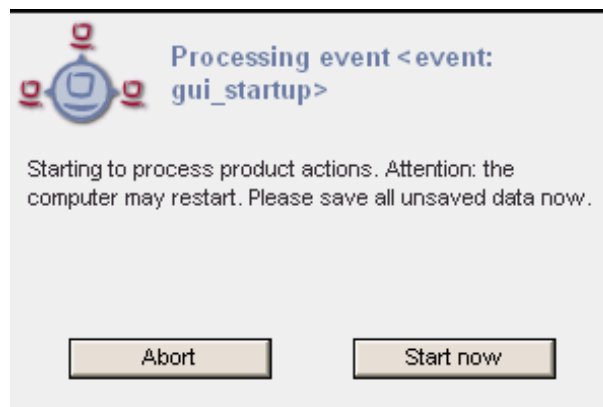 Processing event <event:
gui_startup>
Starting to process product actions. Attention: the
computer may restart. Please save all unsaved data now.
Abort
Start now